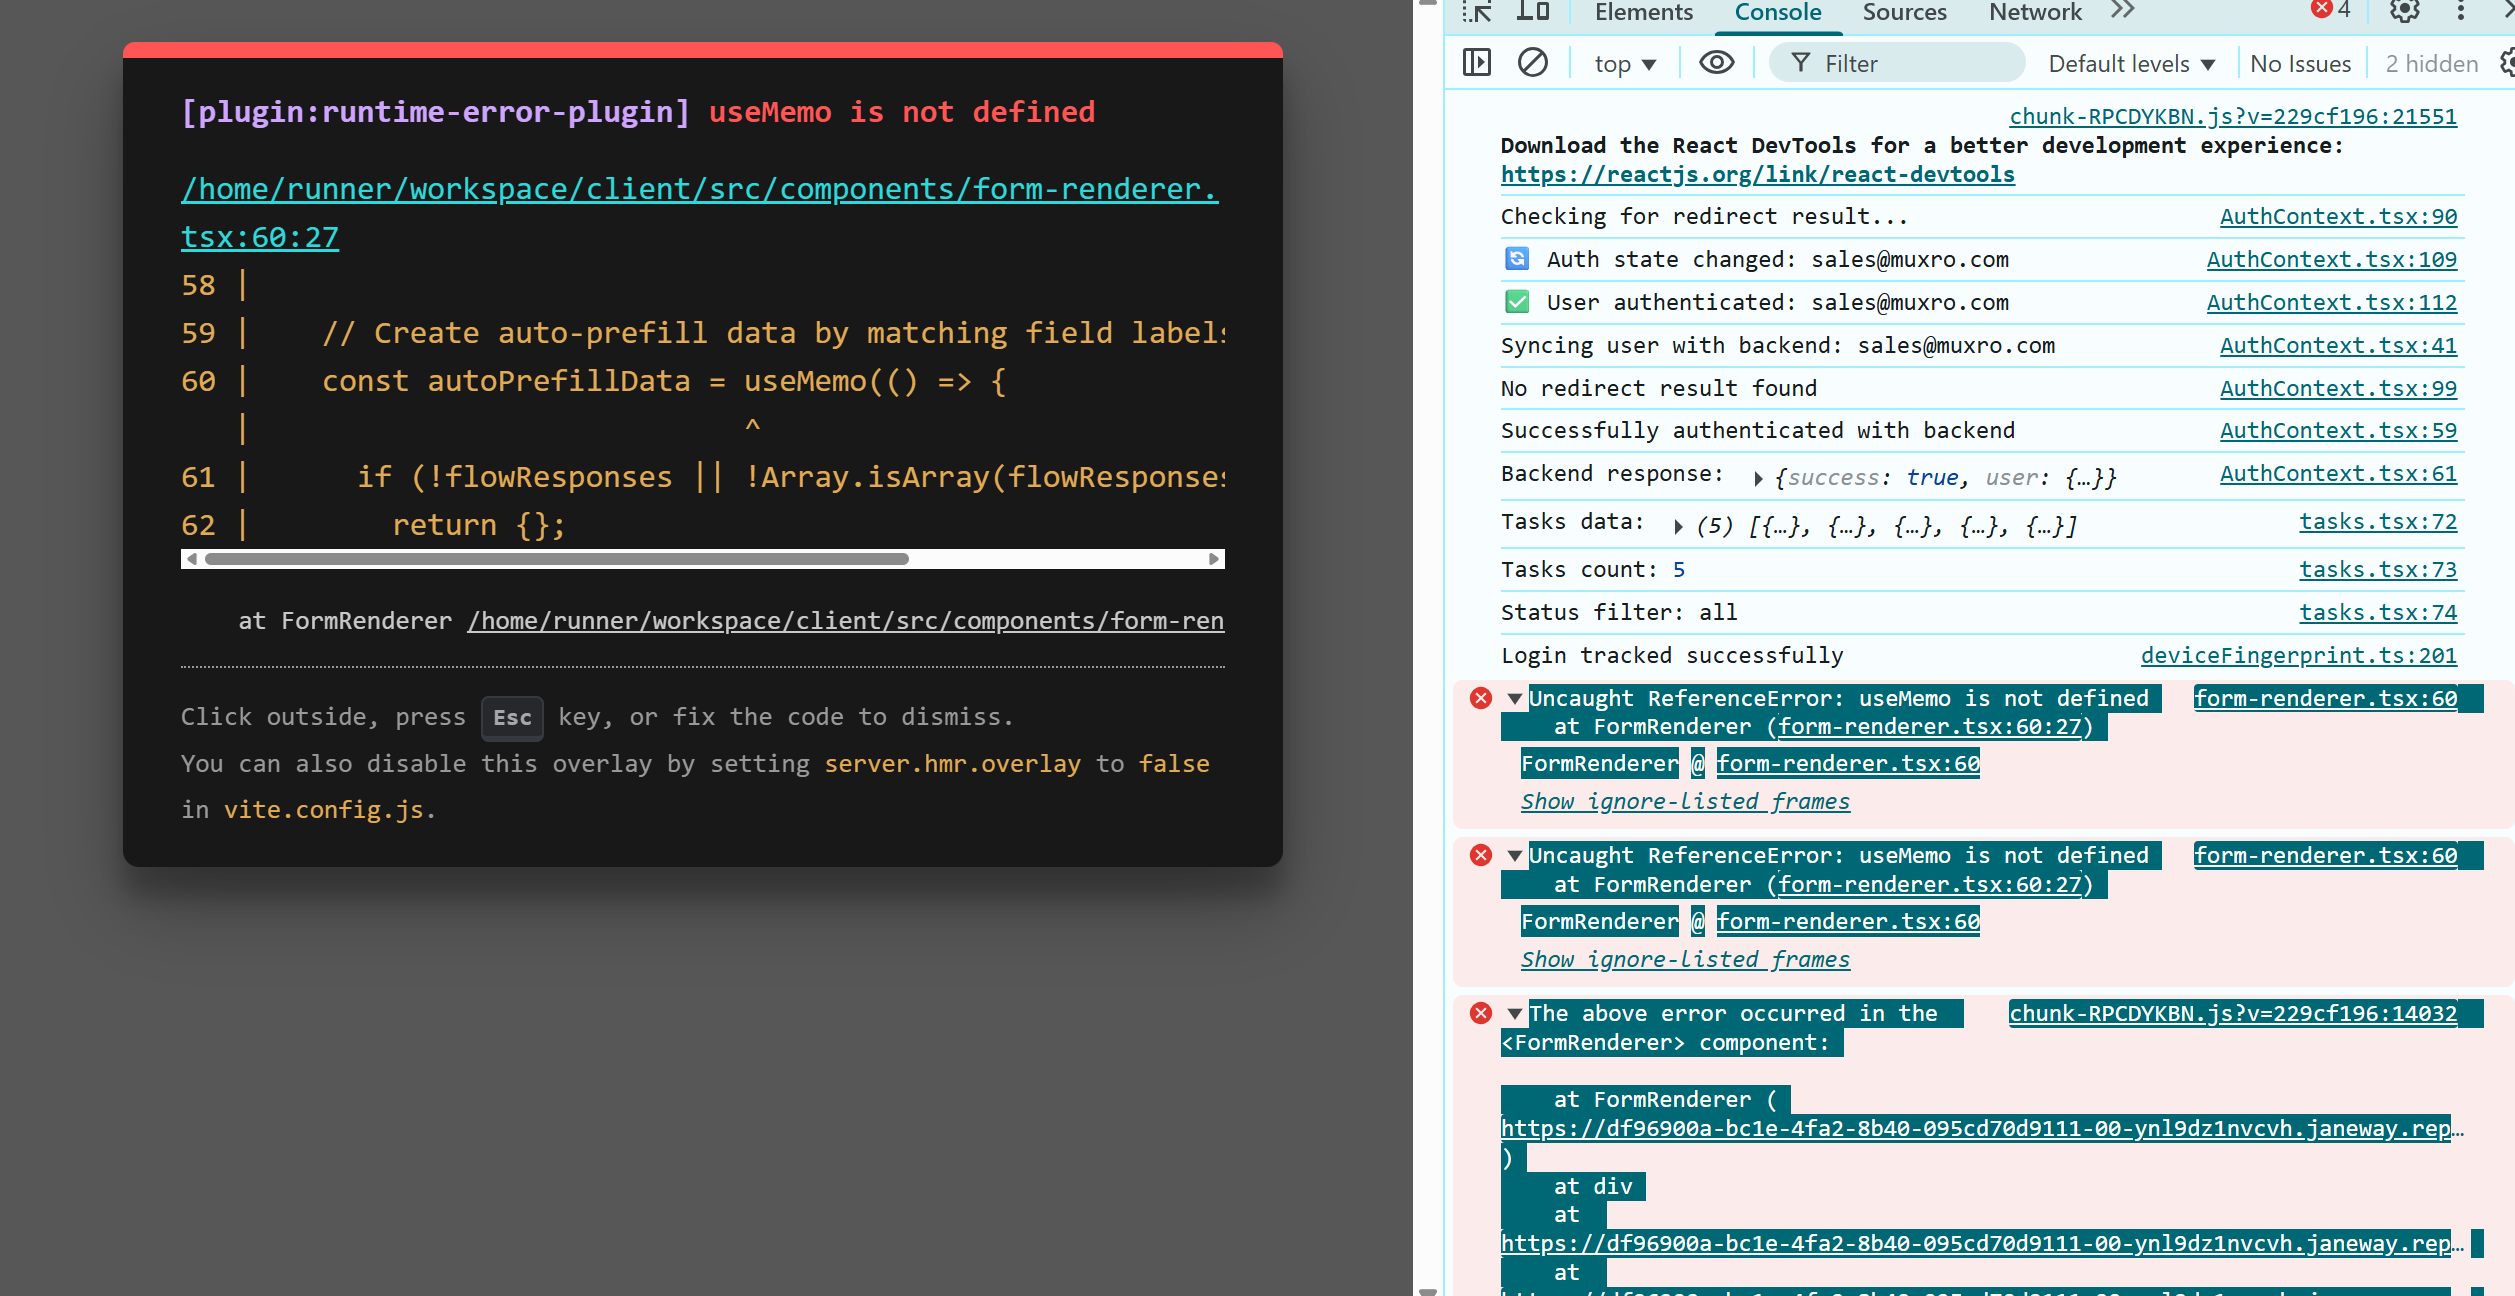 [plugin:runtime-error-plugin] useMemo is not defined
/home/runner/workspace/client/src/components/form-renderer.
tsx:60:27
58 |
59 |    // Create auto-prefill data by matching field labels
60 |    const autoPrefillData = useMemo(() => {
   |                            ^
61 |      if (!flowResponses || !Array.isArray(flowResponses
62 |        return {};
at FormRenderer /home/runner/workspace/client/src/components/form-ren
Click outside, press Esc key, or fix the code to dismiss.
You can also disable this overlay by setting server.hmr.overlay to false
in vite.config.js.
Elements Console Sources Network 4
top Filter Default levels No Issues 2 hidden
chunk-RPCDYKBN.js?v=229cf196:21551
Download the React DevTools for a better development experience:
https://reactjs.org/link/react-devtools
Checking for redirect result... AuthContext.tsx:90
🔄 Auth state changed: sales@muxro.com AuthContext.tsx:109
✅ User authenticated: sales@muxro.com AuthContext.tsx:112
Syncing user with backend: sales@muxro.com AuthContext.tsx:41
No redirect result found AuthContext.tsx:99
Successfully authenticated with backend AuthContext.tsx:59
Backend response: {success: true, user: {…}} AuthContext.tsx:61
Tasks data: (5) [{…}, {…}, {…}, {…}, {…}] tasks.tsx:72
Tasks count: 5 tasks.tsx:73
Status filter: all tasks.tsx:74
Login tracked successfully deviceFingerprint.ts:201
Uncaught ReferenceError: useMemo is not defined form-renderer.tsx:60
at FormRenderer (form-renderer.tsx:60:27)
FormRenderer @ form-renderer.tsx:60
Show ignore-listed frames
Uncaught ReferenceError: useMemo is not defined form-renderer.tsx:60
at FormRenderer (form-renderer.tsx:60:27)
FormRenderer @ form-renderer.tsx:60
Show ignore-listed frames
The above error occurred in the chunk-RPCDYKBN.js?v=229cf196:14032
<FormRenderer> component:
at FormRenderer (
https://df96900a-bc1e-4fa2-8b40-095cd70d9111-00-ynl9dz1nvcvh.janeway.rep…
)
at div
at
https://df96900a-bc1e-4fa2-8b40-095cd70d9111-00-ynl9dz1nvcvh.janeway.rep…
at